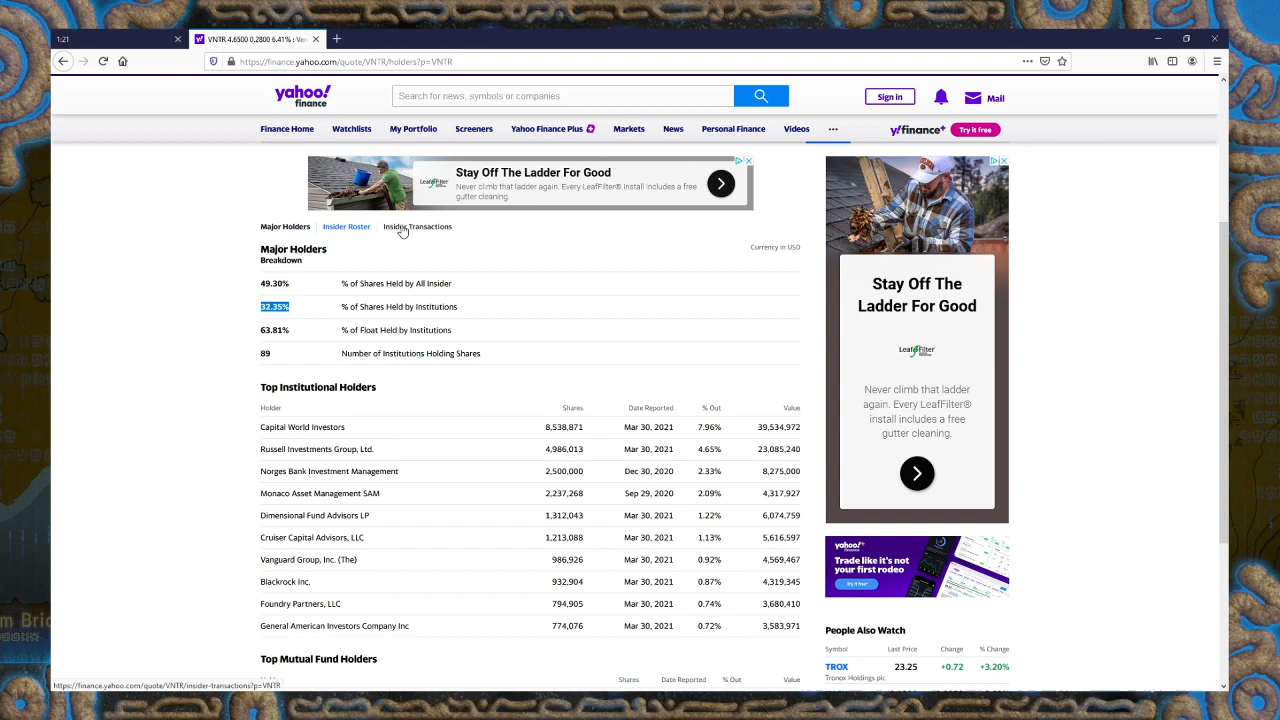 1:21
VNTR 4.6500 0.2800 6.41% : Ve
https://finance.yahoo.com/quote/VNTR/holders?p=VNTR
yahoo!
finance
Search for news, symbols or companies
Sign in
Mail
Finance Home Watchlists My Portfolio Screeners Yahoo Finance Plus Markets News Personal Finance Videos ...
y!finance+ Try it free
LeafFilter
Stay Off The Ladder For Good
Never climb that ladder again. Every LeafFilter® Install includes a free
gutter cleaning.
Major Holders Insider Roster Insider Transactions
Major Holders
Currency in USD
Breakdown
49.30% % of Shares Held by All Insider
32.35% % of Shares Held by Institutions
63.81% % of Float Held by Institutions
89 Number of Institutions Holding Shares
Top Institutional Holders
Holder Shares Date Reported % Out Value
Capital World Investors 8,538,871 Mar 30, 2021 7.96% 39,534,972
Russell Investments Group, Ltd. 4,986,013 Mar 30, 2021 4.65% 23,085,240
Norges Bank Investment Management 2,500,000 Dec 30, 2020 2.33% 8,275,000
Monaco Asset Management SAM 2,237,268 Sep 29, 2020 2.09% 4,317,927
Dimensional Fund Advisors LP 1,312,043 Mar 30, 2021 1.22% 6,074,759
Cruiser Capital Advisors, LLC 1,213,088 Mar 30, 2021 1.13% 5,616,597
Vanguard Group, Inc. (The) 986,926 Mar 30, 2021 0.92% 4,569,467
Blackrock Inc. 932,904 Mar 30, 2021 0.87% 4,319,345
Foundry Partners, LLC 794,905 Mar 30, 2021 0.74% 3,680,410
General American Investors Company Inc 774,076 Mar 30, 2021 0.72% 3,583,971
Top Mutual Fund Holders
Shares Date Reported % Out Value
https://finance.yahoo.com/quote/VNTR/insider-transactions?p=VNTR
Stay Off The
Ladder For Good
LeafFilter
Never climb that ladder
again. Every LeafFilter®
install includes a free
gutter cleaning.
yahoo!+
finance
Trade like it's not
your first rodeo
Try it free*
People Also Watch
Symbol Last Price Change % Change
TROX 23.25 +0.72 +3.20%
Tronox Holdings plc
m Bric